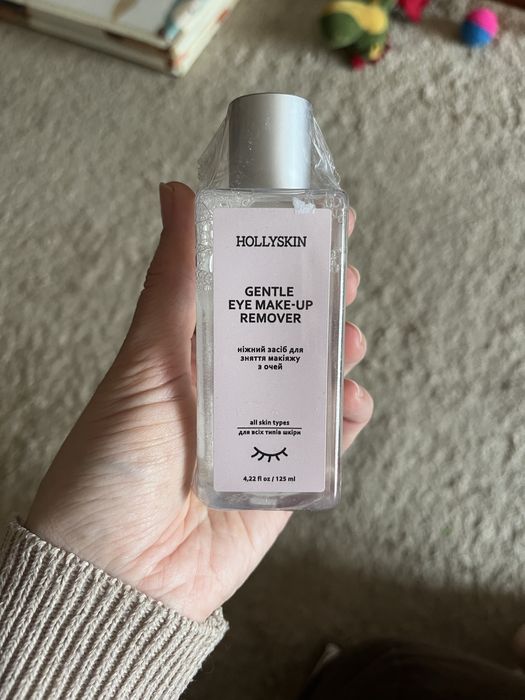 HOLLYSKIN
GENTLE
EYE MAKE-UP
REMOVER
ніжний засіб для
зняття макіяжу
з очей
all skin types
для всіх типів шкіри
4,22 fl oz / 125 ml